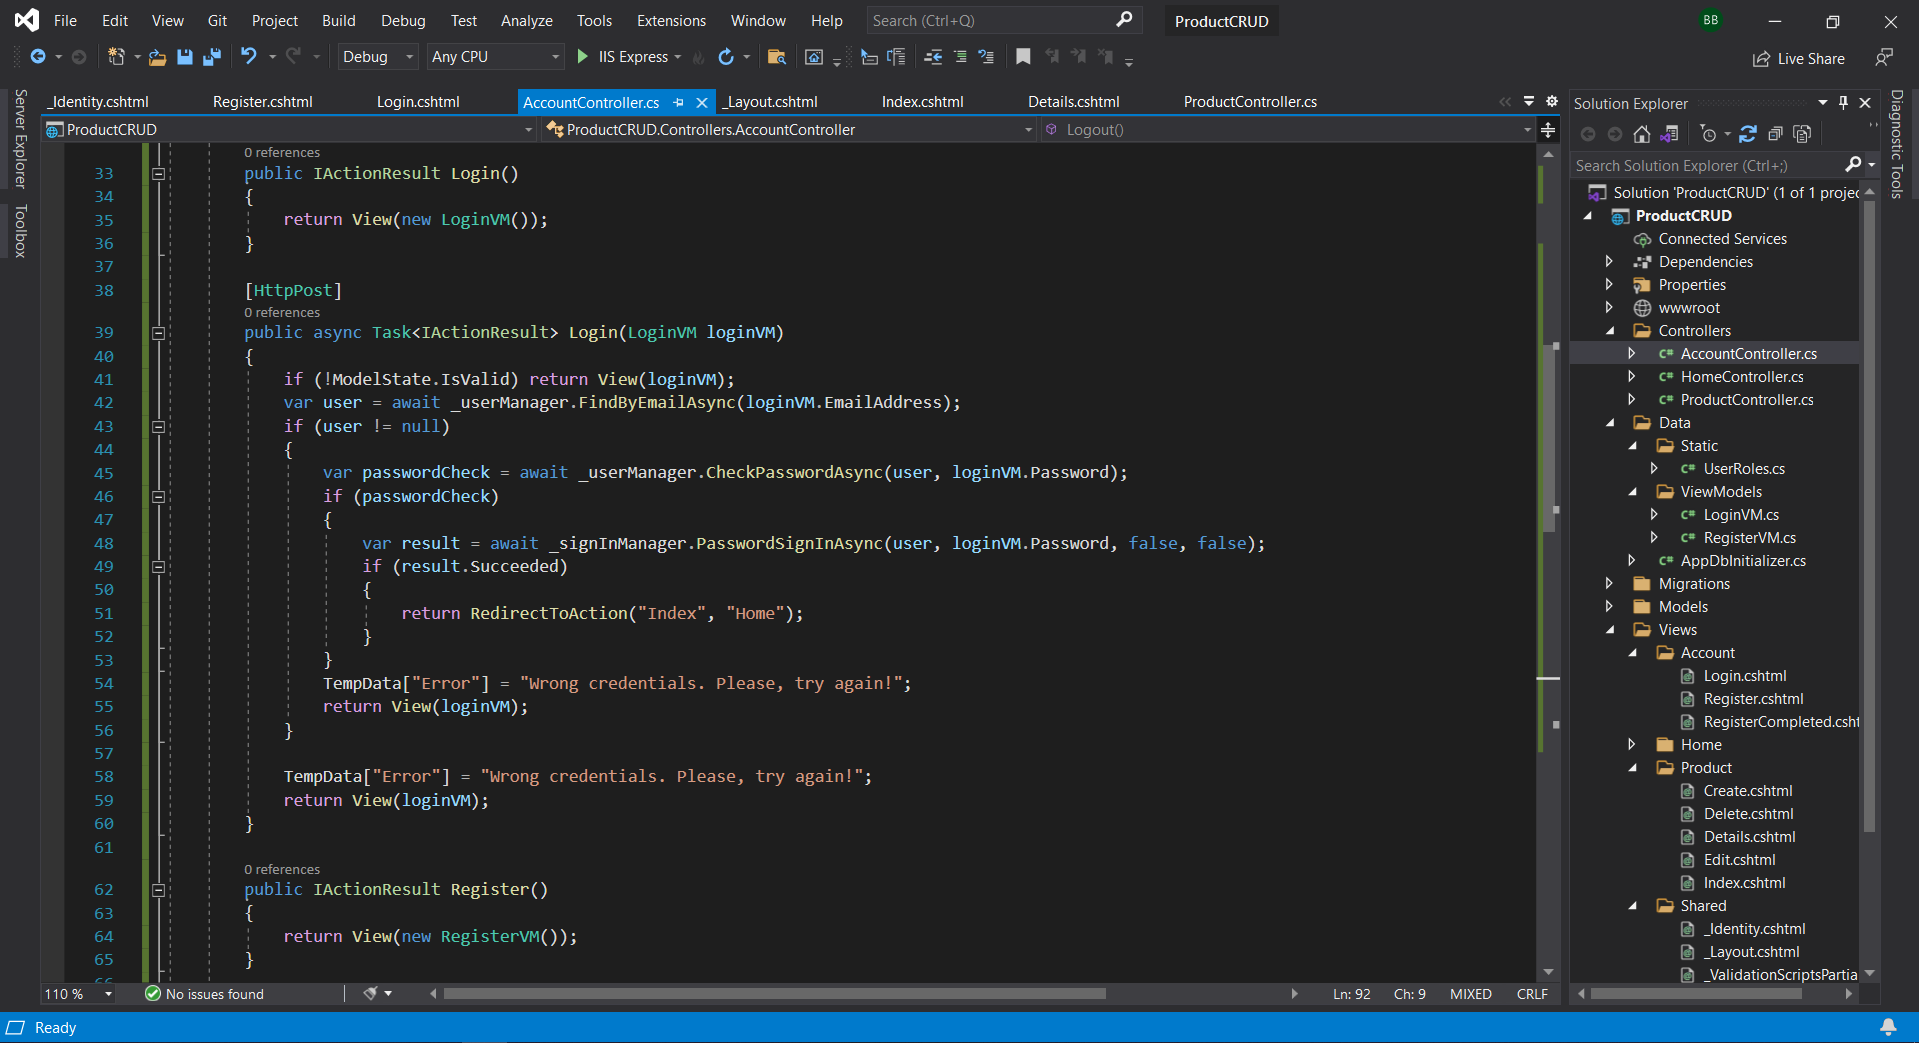 File Edit View Git Project Build Debug Test Analyze Tools Extensions Window Help Search (Ctrl+Q) ProductCRUD BB
Debug Any CPU IIS Express Live Share
_Identity.cshtml Register.cshtml Login.cshtml AccountController.cs _Layout.cshtml Index.cshtml Details.cshtml ProductController.cs
ProductCRUD ProductCRUD.Controllers.AccountController Logout()
Server Explorer
Toolbox
0 references
33 public IActionResult Login()
34 {
35 return View(new LoginVM());
36 }
37
38 [HttpPost]
0 references
39 public async Task<IActionResult> Login(LoginVM loginVM)
40 {
41 if (!ModelState.IsValid) return View(loginVM);
42 var user = await _userManager.FindByEmailAsync(loginVM.EmailAddress);
43 if (user != null)
44 {
45 var passwordCheck = await _userManager.CheckPasswordAsync(user, loginVM.Password);
46 if (passwordCheck)
47 {
48 var result = await _signInManager.PasswordSignInAsync(user, loginVM.Password, false, false);
49 if (result.Succeeded)
50 {
51 return RedirectToAction("Index", "Home");
52 }
53 }
54 TempData["Error"] = "Wrong credentials. Please, try again!";
55 return View(loginVM);
56 }
57
58 TempData["Error"] = "Wrong credentials. Please, try again!";
59 return View(loginVM);
60 }
61
0 references
62 public IActionResult Register()
63 {
64 return View(new RegisterVM());
65 }
66
110 % No issues found Ln: 92 Ch: 9 MIXED CRLF
Ready
Solution Explorer
Search Solution Explorer (Ctrl+;)
Solution 'ProductCRUD' (1 of 1 projec
ProductCRUD
Connected Services
Dependencies
Properties
wwwroot
Controllers
C# AccountController.cs
C# HomeController.cs
C# ProductController.cs
Data
Static
C# UserRoles.cs
ViewModels
C# LoginVM.cs
C# RegisterVM.cs
C# AppDbInitializer.cs
Migrations
Models
Views
Account
Login.cshtml
Register.cshtml
RegisterCompleted.csht
Home
Product
Create.cshtml
Delete.cshtml
Details.cshtml
Edit.cshtml
Index.cshtml
Shared
_Identity.cshtml
_Layout.cshtml
_ValidationScriptsPartia
Diagnostic Tools